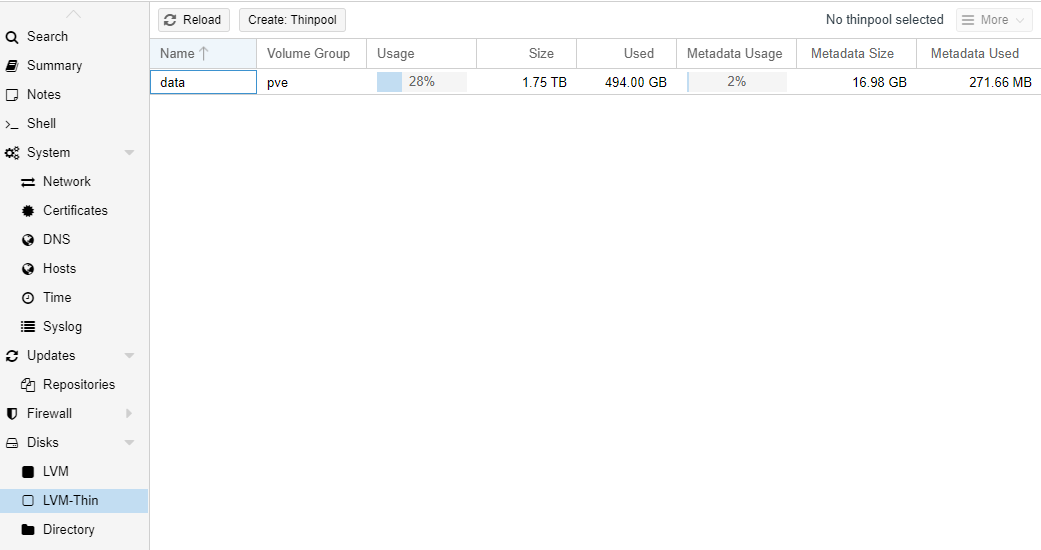 Reload
Create: Thinpool
No thinpool selected
More
Search
Summary
Notes
Shell
System
Network
Certificates
DNS
Hosts
Time
Syslog
Updates
Repositories
Firewall
Disks
LVM
LVM-Thin
Directory
Name Volume Group Usage Size Used Metadata Usage Metadata Size Metadata Used
data pve 28% 1.75 TB 494.00 GB 2% 16.98 GB 271.66 MB